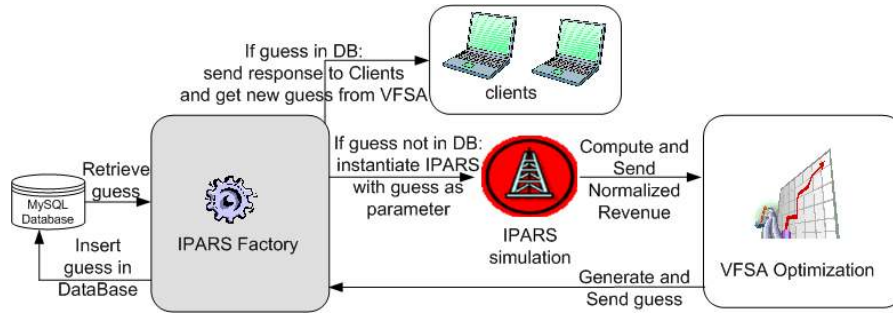 If guess in DB:
send response to Clients
and get new guess from VFSA
clients
Retrieve
guess
MySQL
Database
Insert
guess in
DataBase
IPARS Factory
If guess not in DB:
instantiate IPARS
with guess as
parameter
IPARS
simulation
Compute and
Send
Normalized
Revenue
VFSA Optimization
Generate and
Send guess